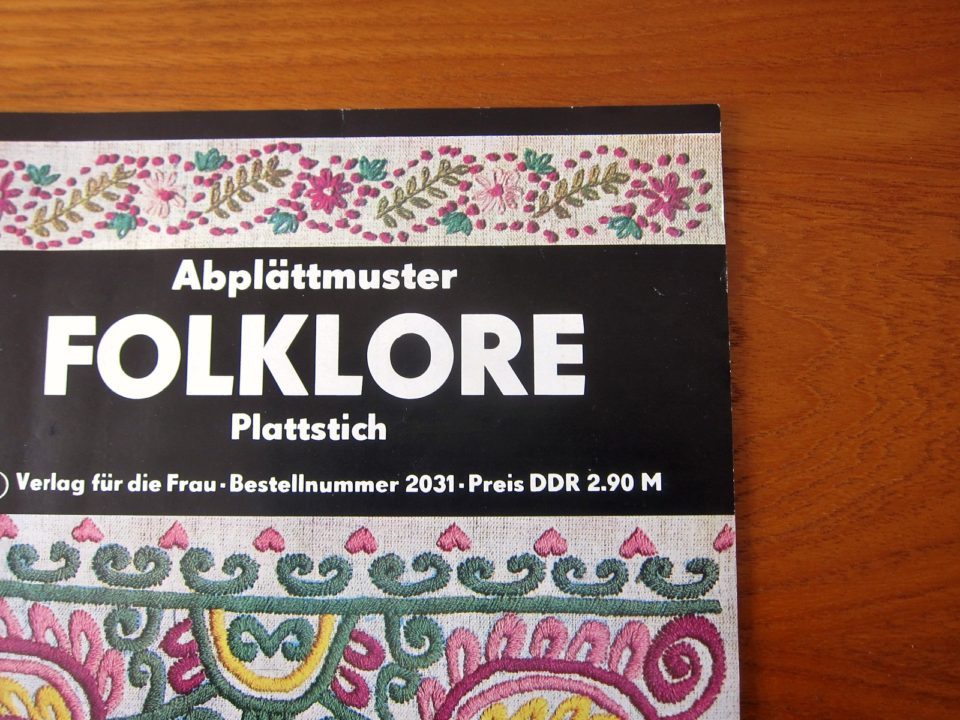 Abplättmuster
FOLKLORE
Plattstich
Verlag für die Frau · Bestellnummer 2031 · Preis DDR 2.90 M